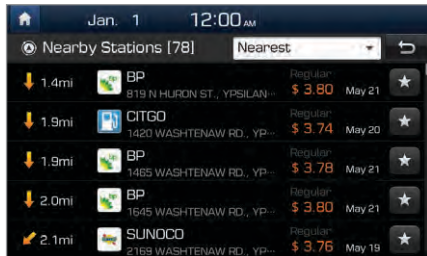 Jan. 1 12:00 AM
Nearby Stations [78] Nearest
1.4mi BP Regular
819 N HURON ST., YPSILAN··· $ 3.80 May 21
1.9mi CITGO Regular
1420 WASHTENAW RD., YP··· $ 3.74 May 20
1.9mi BP Regular
1465 WASHTENAW RD., YP··· $ 3.78 May 21
2.0mi BP Regular
1645 WASHTENAW RD., YP··· $ 3.80 May 21
2.1mi SUNOCO Regular
2169 WASHTENAW RD., YP··· $ 3.76 May 19